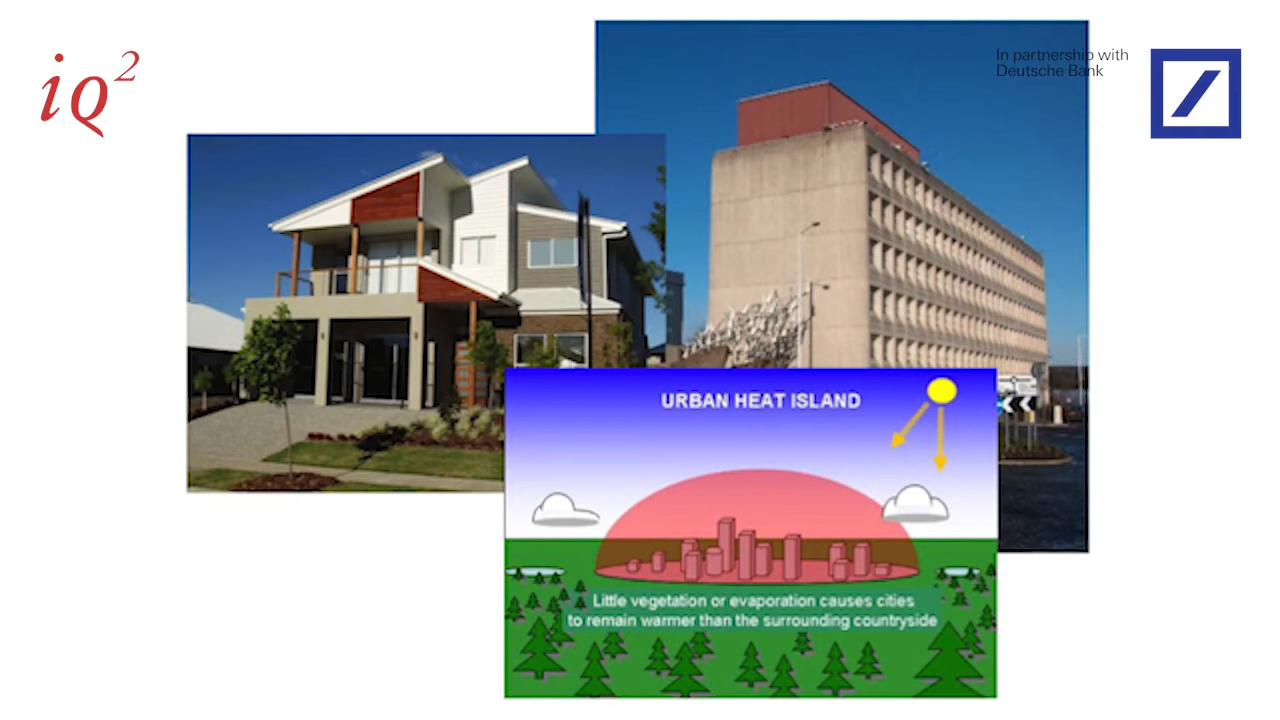 iq²
In partnership with
Deutsche Bank
URBAN HEAT ISLAND
Little vegetation or evaporation causes cities
to remain warmer than the surrounding countryside